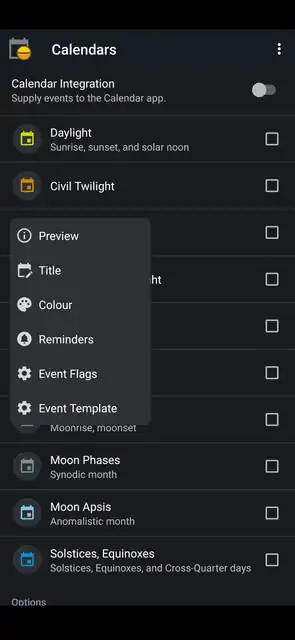 Calendars
Calendar Integration
Supply events to the Calendar app.
Daylight
Sunrise, sunset, and solar noon
Civil Twilight
Preview
Title
ht
Colour
Reminders
Event Flags
Event Template
Moonrise, moonset
Moon Phases
Synodic month
Moon Apsis
Anomalistic month
Solstices, Equinoxes
Solstices, Equinoxes, and Cross-Quarter days
Options